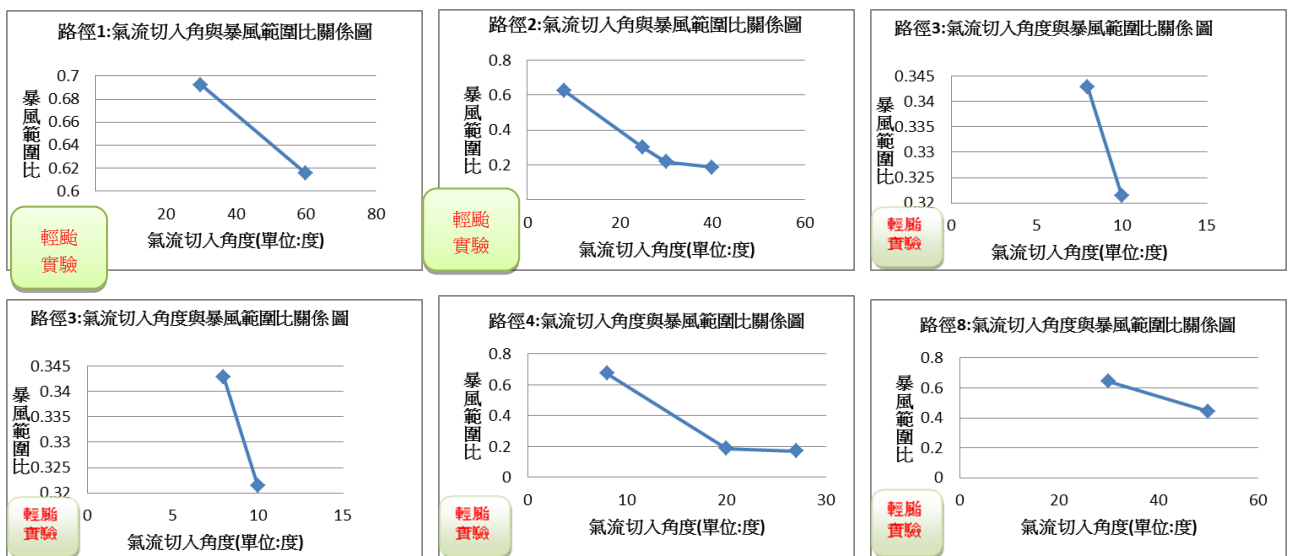 路徑1:氣流切入角與暴風範圍比關係圖
暴風範圍比
0.7
0.68
0.66
0.64
0.62
0.6
20 40 60 80
氣流切入角度(單位:度)
輕颱
實驗
路徑2:氣流切入角與暴風範圍比關係圖
暴風範圍比
0.8
0.6
0.4
0.2
0 20 40 60
氣流切入角度(單位:度)
輕颱
實驗
路徑3:氣流切入角度與暴風範圍比關係圖
暴風範圍比
0.345
0.34
0.335
0.33
0.325
0.32
0 5 10 15
氣流切入角度(單位:度)
輕颱
實驗
路徑3:氣流切入角度與暴風範圍比關係圖
暴風範圍比
0.345
0.34
0.335
0.33
0.325
0.32
0 5 10 15
氣流切入角度(單位:度)
輕颱
實驗
路徑4:氣流切入角度與暴風範圍比關係圖
暴風範圍比
0.8
0.6
0.4
0.2
0
0 10 20 30
氣流切入角度(單位:度)
輕颱
實驗
路徑8:氣流切入角度與暴風範圍比關係圖
暴風範圍比
0.8
0.6
0.4
0.2
0
0 20 40 60
氣流切入角度(單位:度)
輕颱
實驗